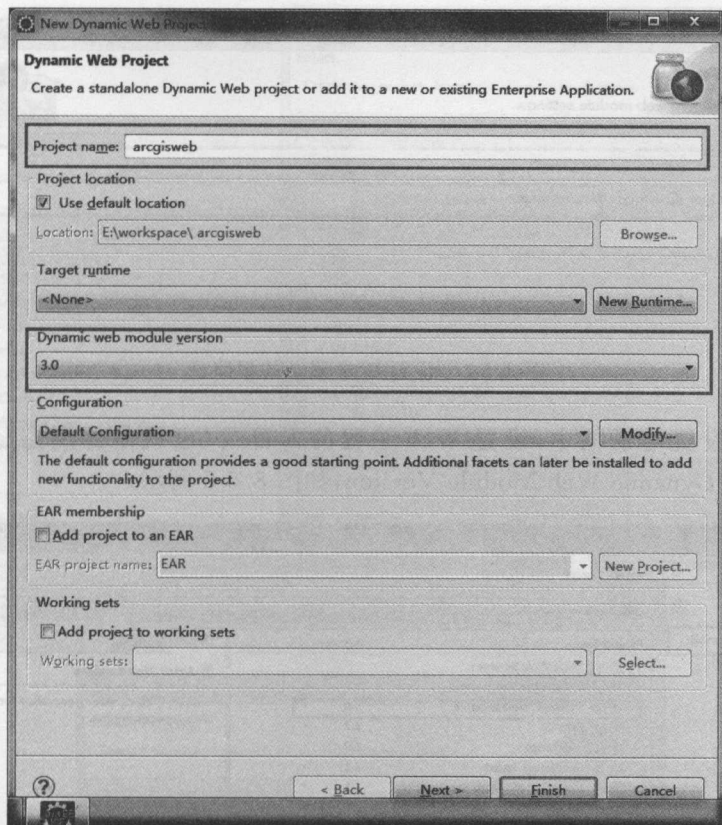 New Dynamic Web Projec
Dynamic Web Project
Create a standalone Dynamic Web project or add it to a new or existing Enterprise Application.
Project name: arcgisweb
Project location
Use default location
Location: E:\workspace\ arcgisweb Browse...
Target runtime
<None> New Runtime...
Dynamic web module version
3.0
Configuration
Default Configuration Modify...
The default configuration provides a good starting point. Additional facets can later be installed to add
new functionality to the project.
EAR membership
Add project to an EAR
EAR project name: EAR New Project...
Working sets
Add project to working sets
Working sets: Select...
? < Back Next > Finish Cancel